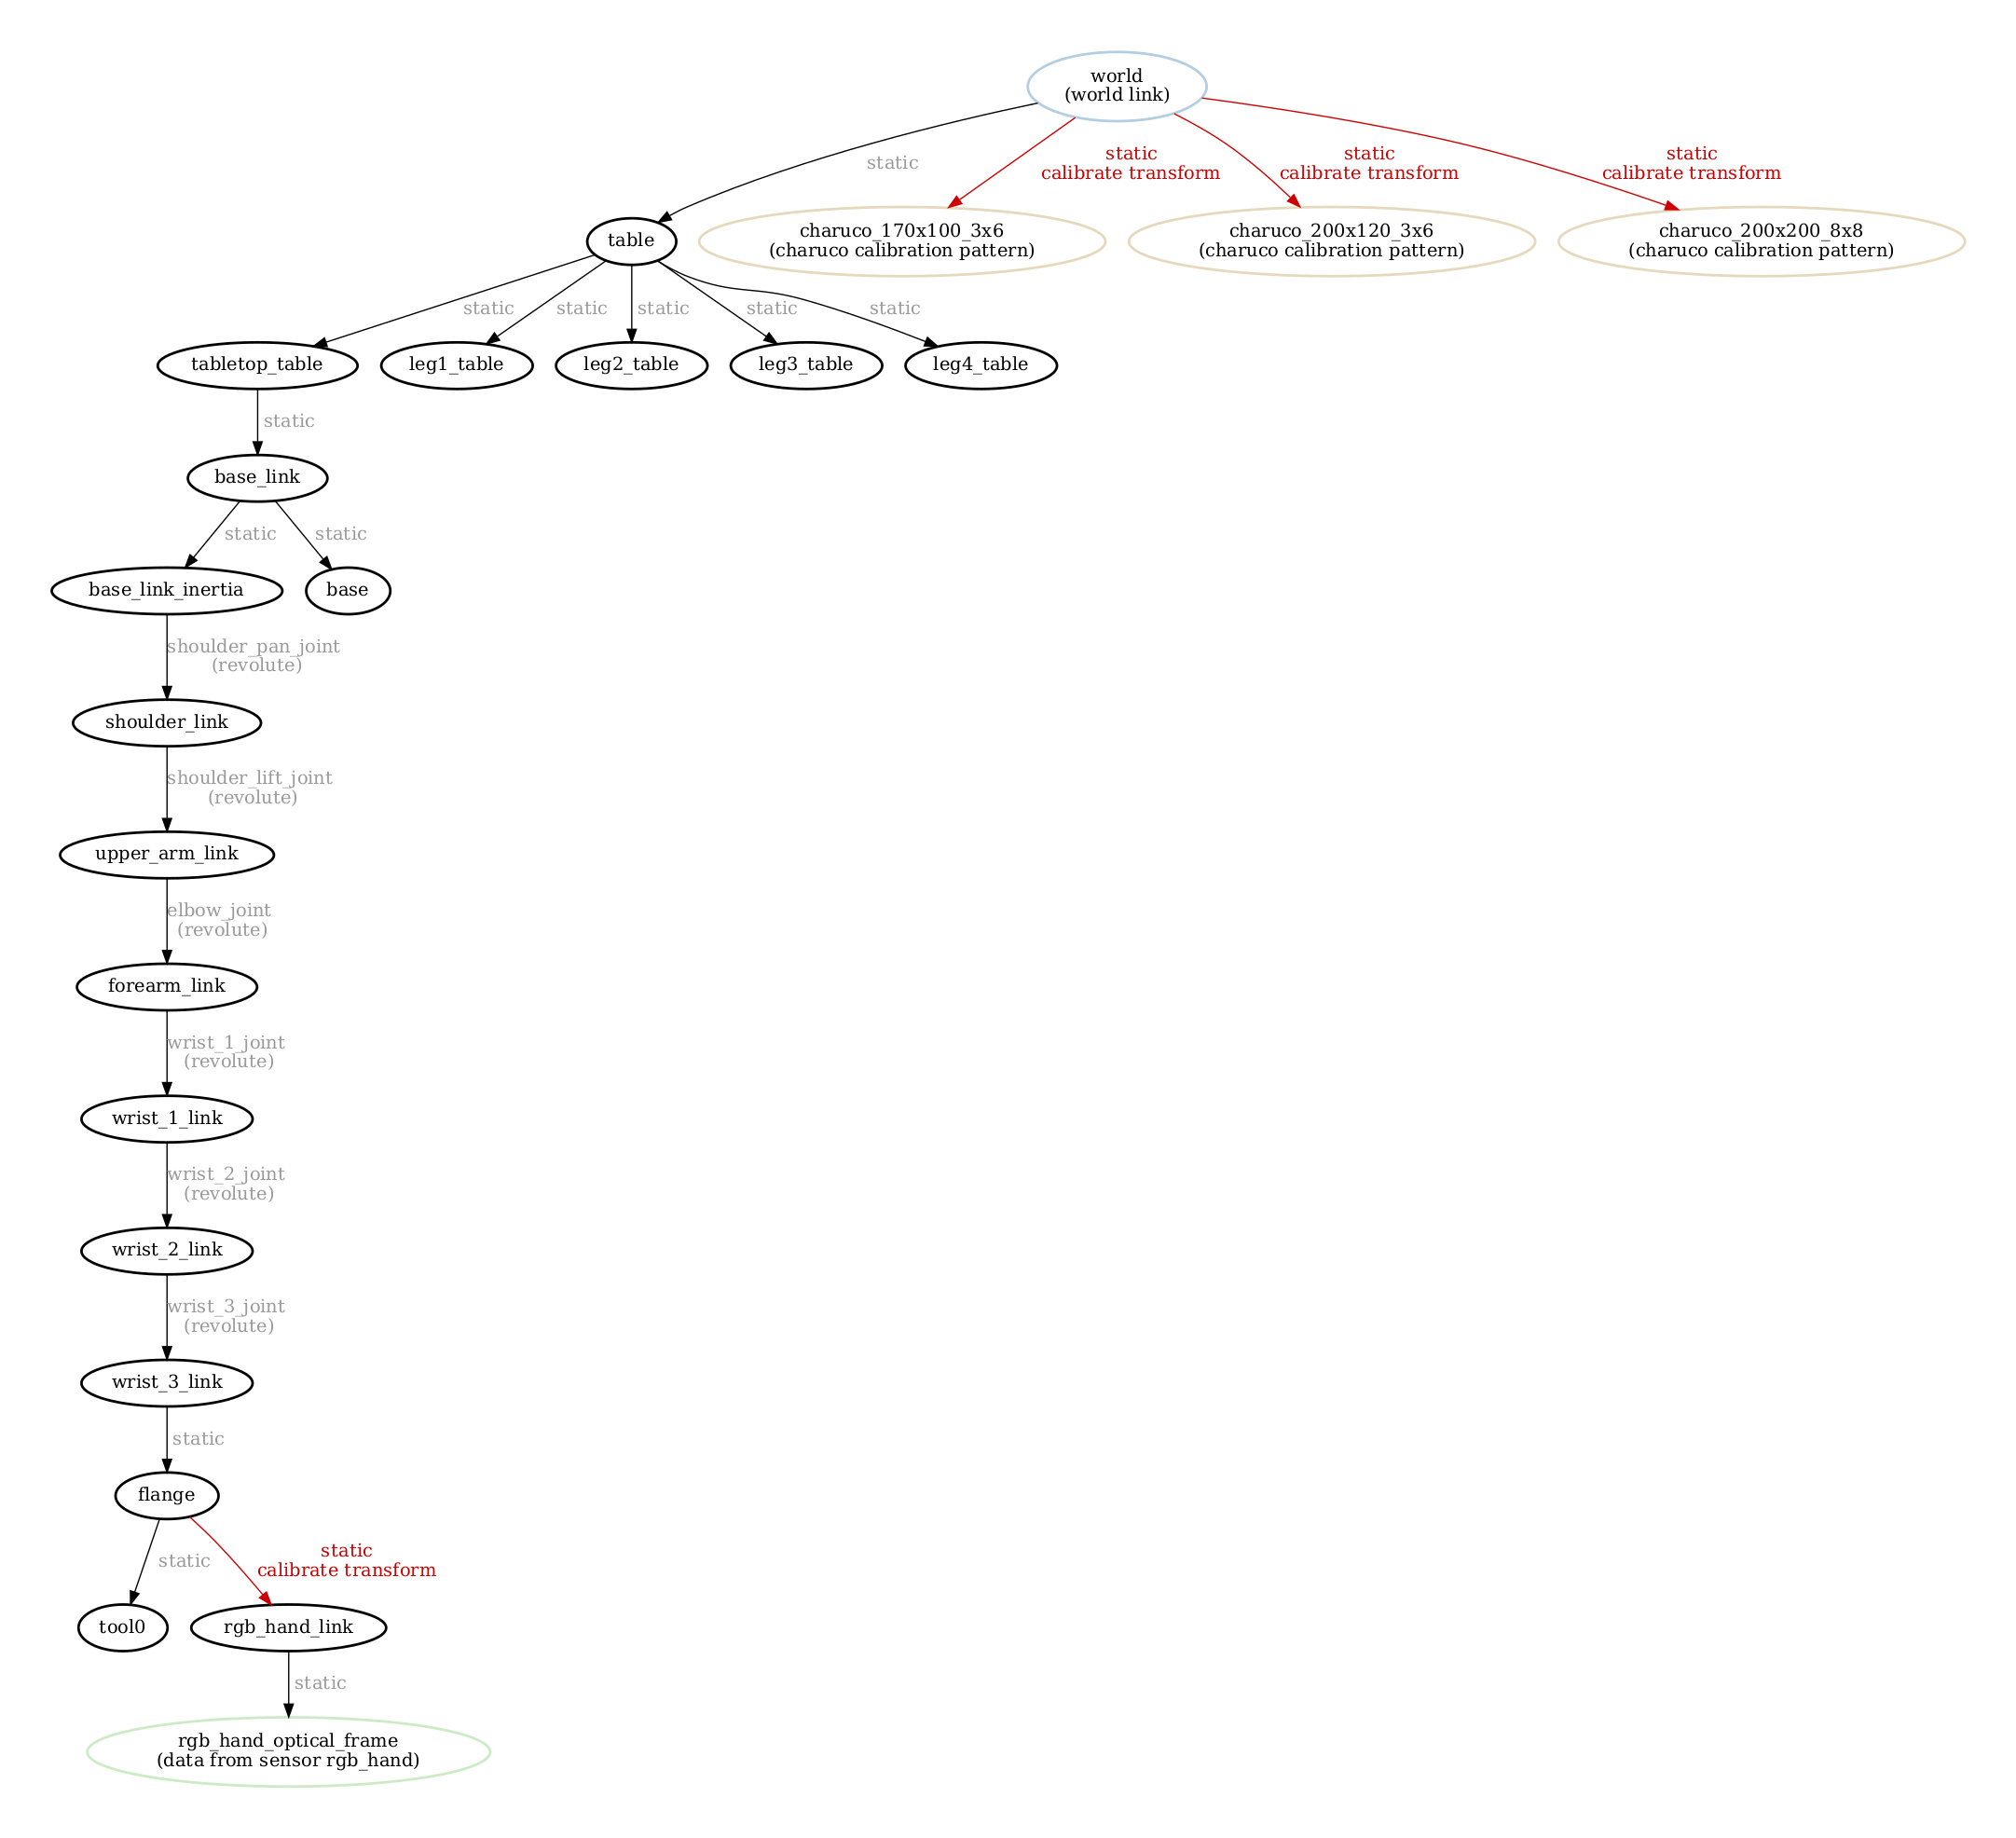 world
(world link)
static
static
calibrate transform
static
calibrate transform
static
calibrate transform
table
charuco_170x100_3x6
(charuco calibration pattern)
charuco_200x120_3x6
(charuco calibration pattern)
charuco_200x200_8x8
(charuco calibration pattern)
static
static
static
static
static
tabletop_table
leg1_table
leg2_table
leg3_table
leg4_table
static
base_link
static
static
base_link_inertia
base
shoulder_pan_joint
(revolute)
shoulder_link
shoulder_lift_joint
(revolute)
upper_arm_link
elbow_joint
(revolute)
forearm_link
wrist_1_joint
(revolute)
wrist_1_link
wrist_2_joint
(revolute)
wrist_2_link
wrist_3_joint
(revolute)
wrist_3_link
static
flange
static
static
calibrate transform
tool0
rgb_hand_link
static
rgb_hand_optical_frame
(data from sensor rgb_hand)